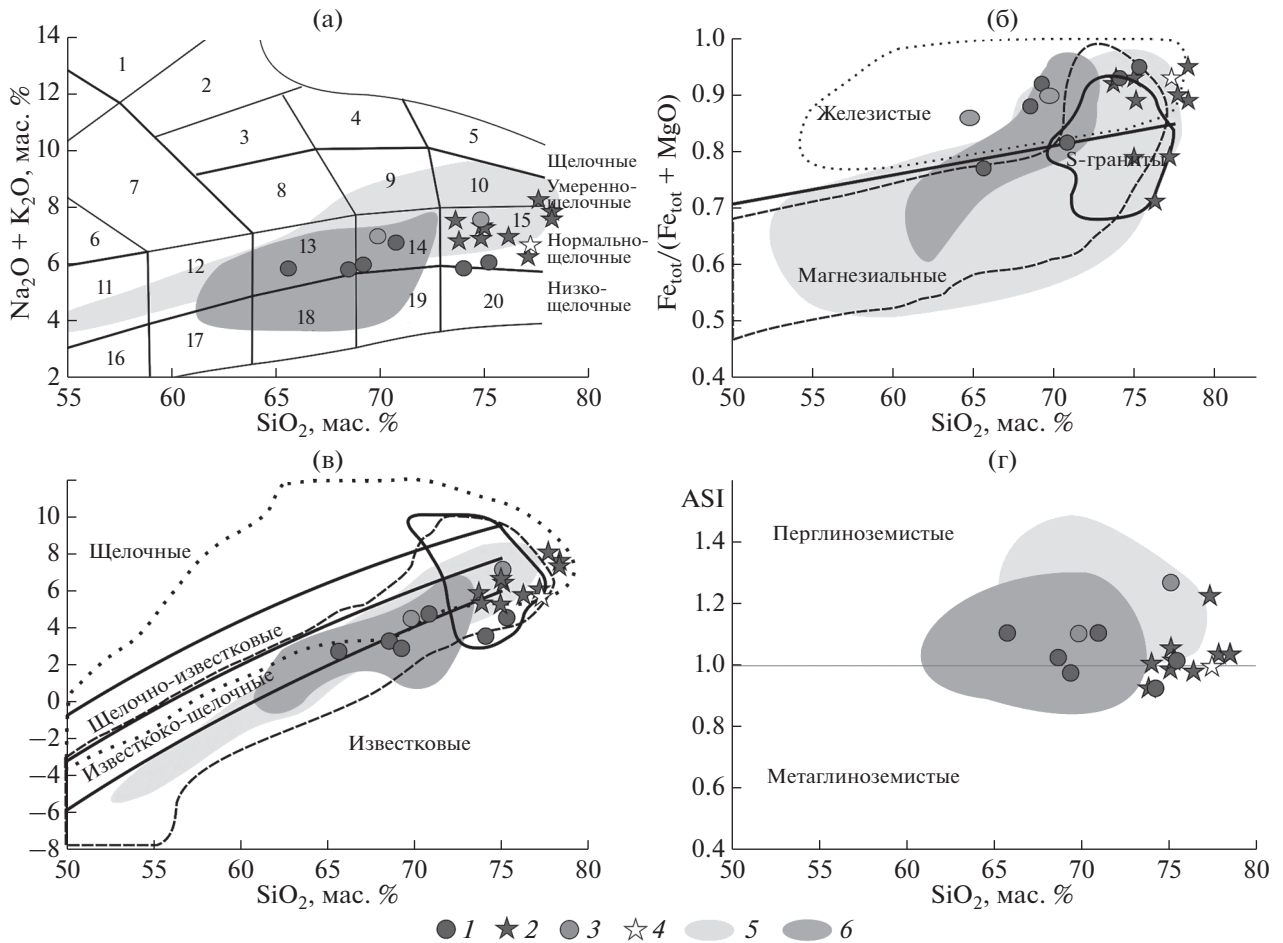 (а)
14
12
10
8
6
4
2
55
60
65
70
75
80
Na2O + K2O, мас. %
SiO2, мас. %
1
2
3
4
5
6
7
8
9
10
11
12
13
14
15
16
17
18
19
20
Щелочные
Умеренно-
щелочные
Нормально-
щелочные
Низко-
щелочные
(б)
1.0
0.9
0.8
0.7
0.6
0.5
0.4
50
55
60
65
70
75
80
Fetot/(Fetot + MgO)
SiO2, мас. %
Железистые
S-граниты
Магнезиальные
(в)
10
8
6
4
2
0
–2
–4
–6
–8
50
55
60
65
70
75
80
SiO2, мас. %
Щелочные
Щелочно-известковые
Известкоко-щелочные
Известковые
(г)
ASI
1.4
1.2
1.0
0.8
0.6
0.4
50
55
60
65
70
75
80
SiO2, мас. %
Перглиноземистые
Метаглиноземистые
1 2 3 4 5 6